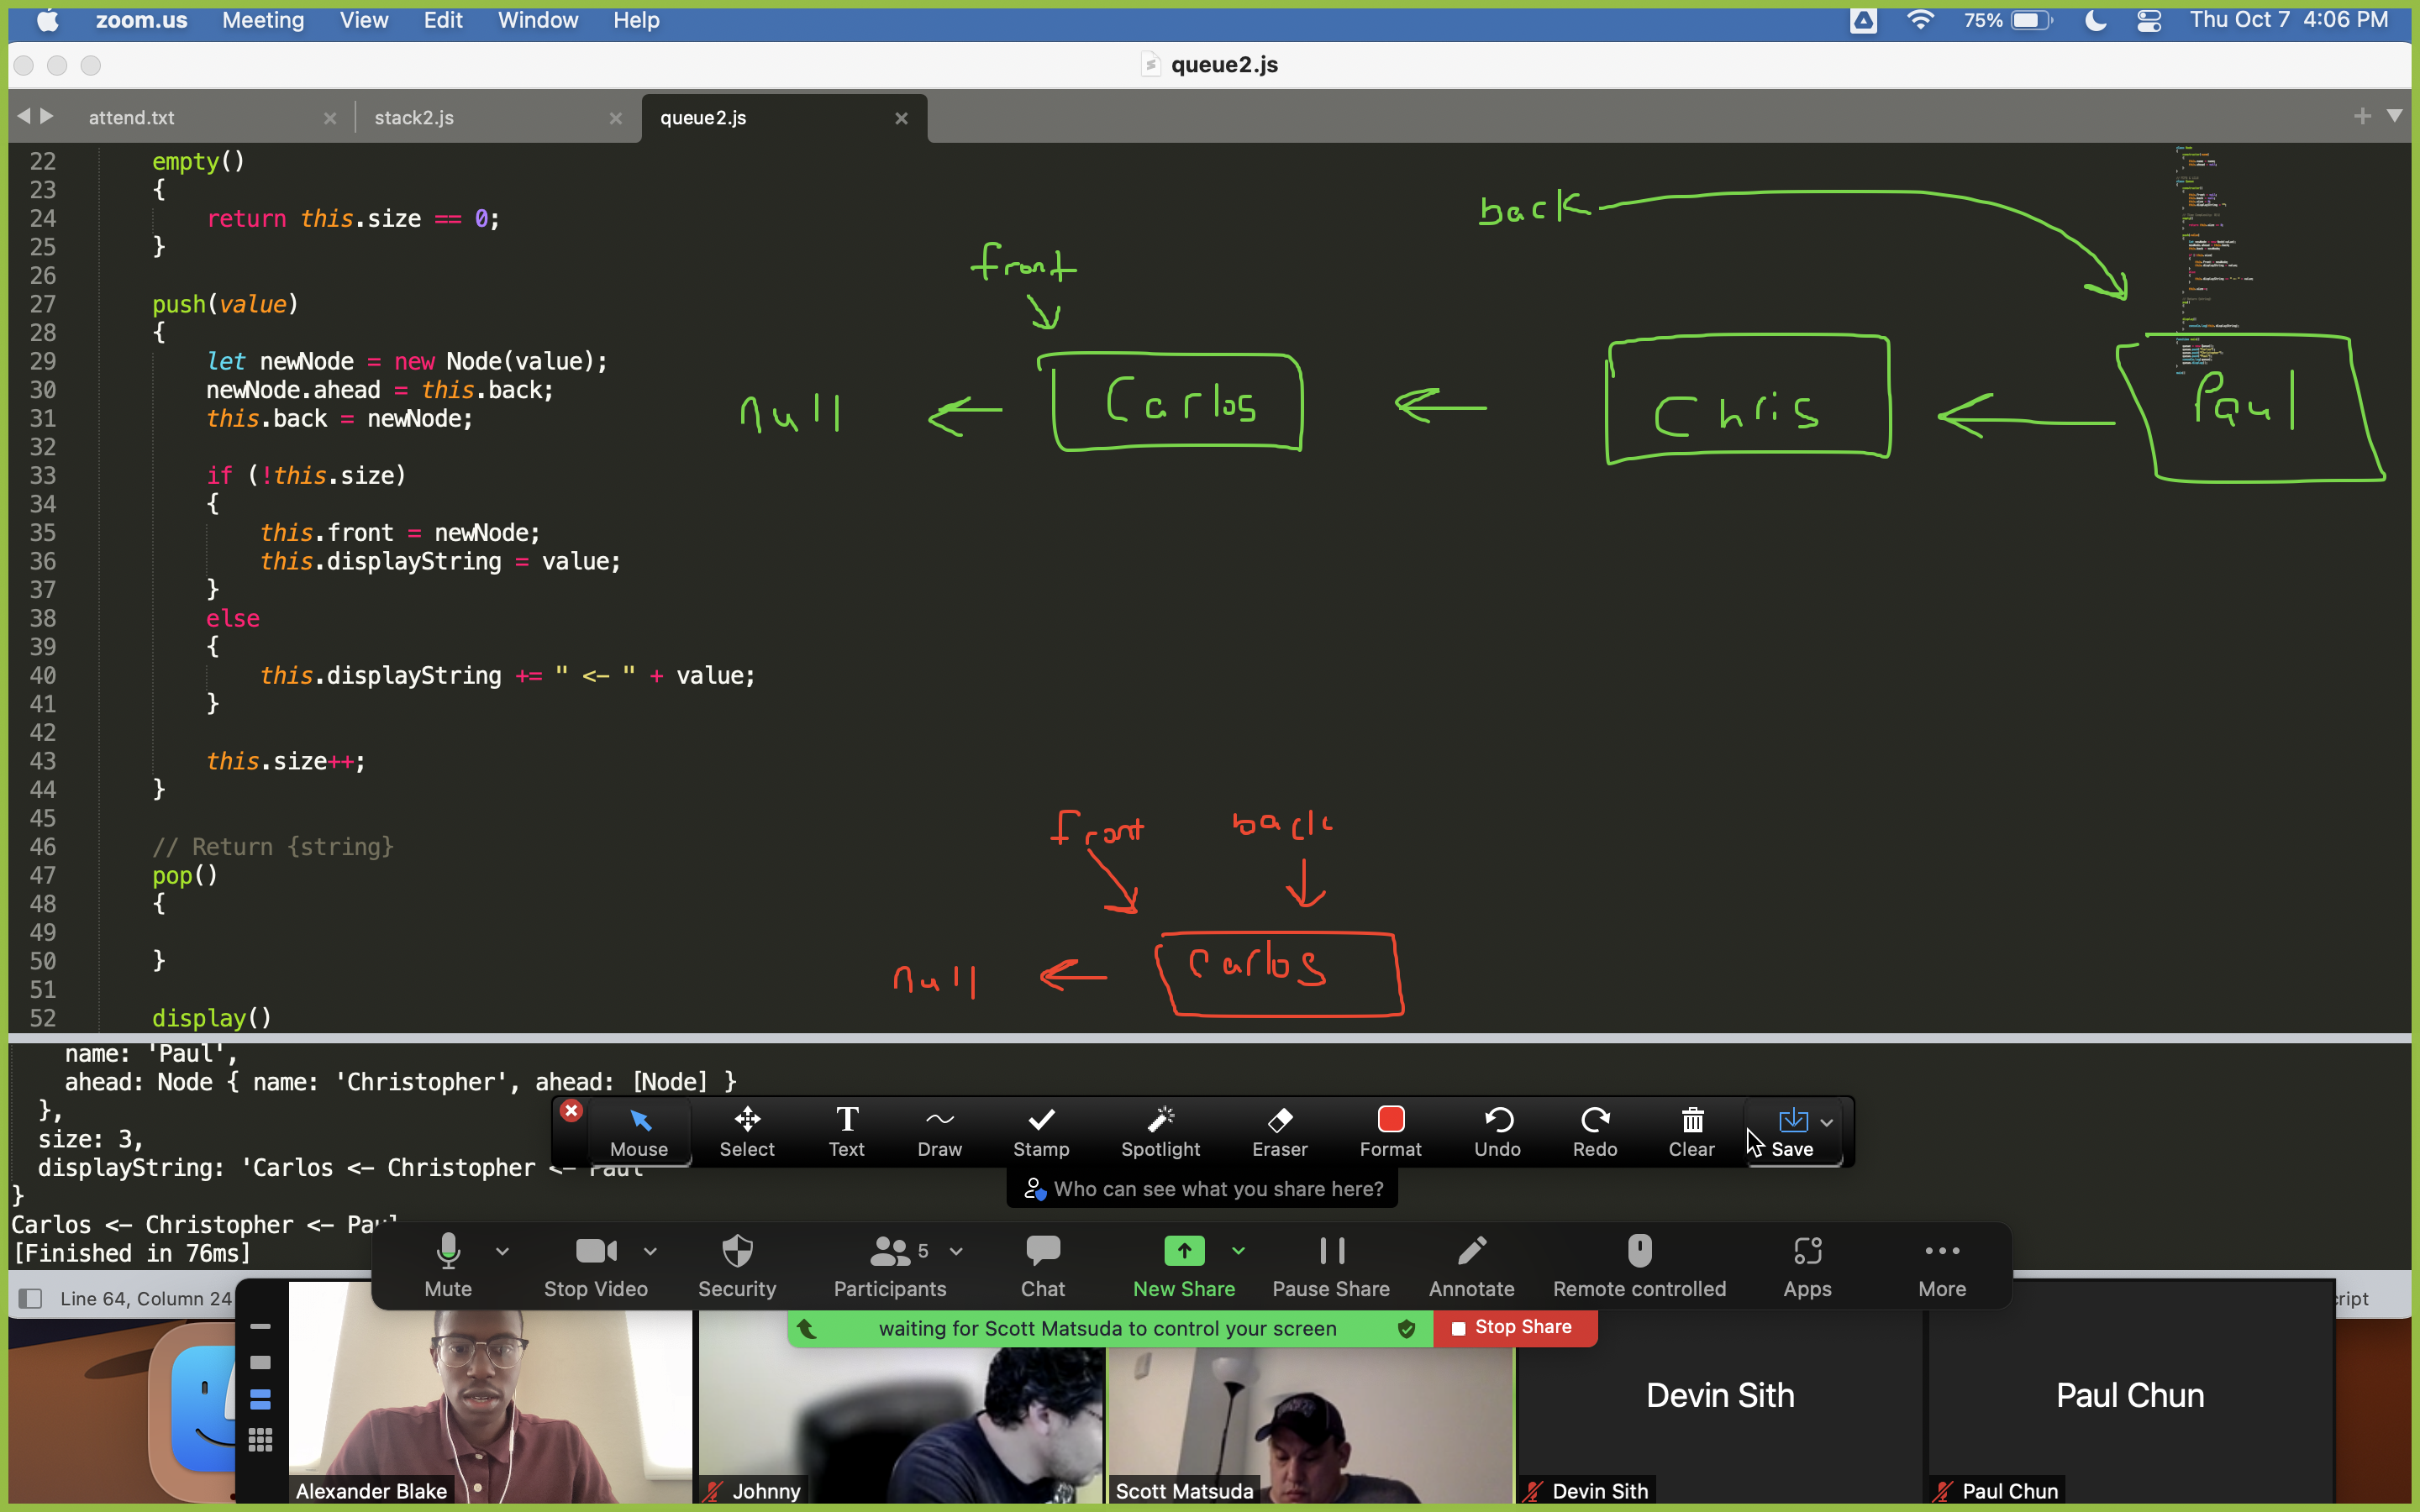 zoom.us Meeting View Edit Window Help 75% Thu Oct 7 4:06 PM
queue2.js
attend.txt stack2.js queue2.js
22 empty()
23 {
24 return this.size == 0;
25 }
26
27 push(value)
28 {
29 let newNode = new Node(value);
30 newNode.ahead = this.back;
31 this.back = newNode;
32
33 if (!this.size)
34 {
35 this.front = newNode;
36 this.displayString = value;
37 }
38 else
39 {
40 this.displayString += " <- " + value;
41 }
42
43 this.size++;
44 }
45
46 // Return {string}
47 pop()
48 {
49
50 }
51
52 display()
back
front
null Carlos Chris Paul
front back
null Carlos
name: 'Paul',
ahead: Node { name: 'Christopher', ahead: [Node] }
},
size: 3,
displayString: 'Carlos <- Christopher <- Paul
}
Carlos <- Christopher <- Paul
[Finished in 76ms]
Mouse Select Text Draw Stamp Spotlight Eraser Format Undo Redo Clear Save
Who can see what you share here?
5
Mute Stop Video Security Participants Chat New Share Pause Share Annotate Remote controlled Apps More
Line 64, Column 24 cript
waiting for Scott Matsuda to control your screen Stop Share
Devin Sith Paul Chun
Alexander Blake Johnny Scott Matsuda Devin Sith Paul Chun